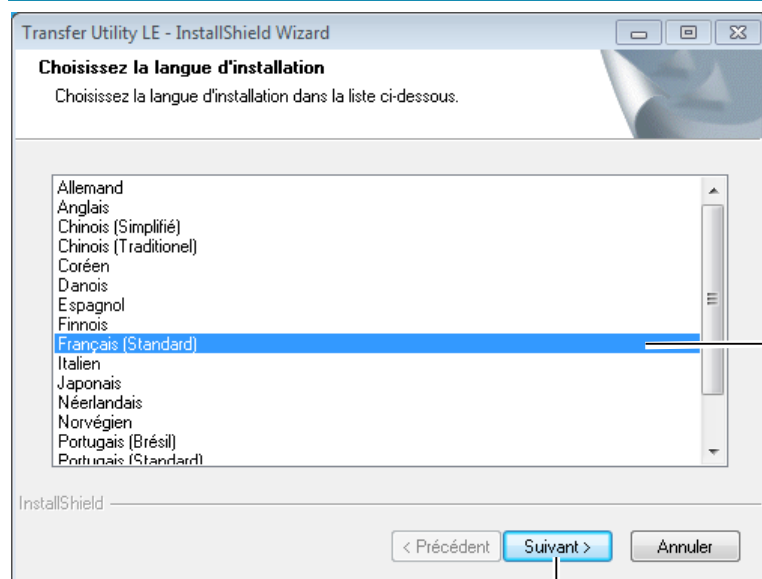 Transfer Utility LE - InstallShield Wizard
Choisissez la langue d'installation
Choisissez la langue d'installation dans la liste ci-dessous.
Allemand
Anglais
Chinois (Simplifié)
Chinois (Traditionel)
Coréen
Danois
Espagnol
Finnois
Français (Standard)
Italien
Japonais
Néerlandais
Norvégien
Portugais (Brésil)
Portugais (Standard)
InstallShield
< Précédent Suivant > Annuler